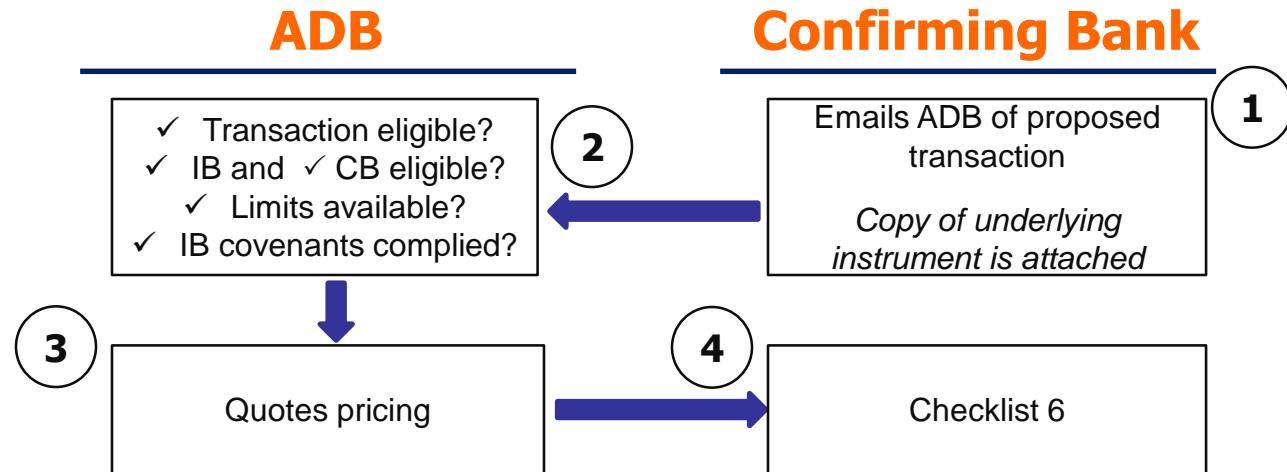 ADB
Confirming Bank
1
Emails ADB of proposed
transaction
Copy of underlying
instrument is attached
2
✓ Transaction eligible?
✓ IB and ✓ CB eligible?
✓ Limits available?
✓ IB covenants complied?
3
Quotes pricing
4
Checklist 6